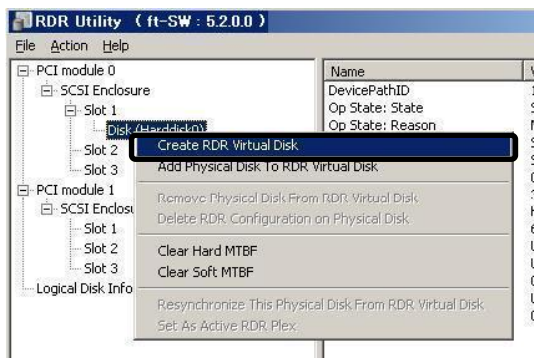 RDR Utility ( ft-SW : 5.2.0.0 )
File Action Help
PCI module 0
SCSI Enclosure
Slot 1
Disk (Harddisk0)
Slot 2
Slot 3
PCI module 1
SCSI Enclosu
Slot 1
Slot 2
Slot 3
Logical Disk Info
Name
DevicePathID
Op State: State
Op State: Reason
Create RDR Virtual Disk
Add Physical Disk To RDR Virtual Disk
Remove Physical Disk From RDR Virtual Disk
Delete RDR Configuration on Physical Disk
Clear Hard MTBF
Clear Soft MTBF
Resynchronize This Physical Disk From RDR Virtual Disk
Set As Active RDR Plex